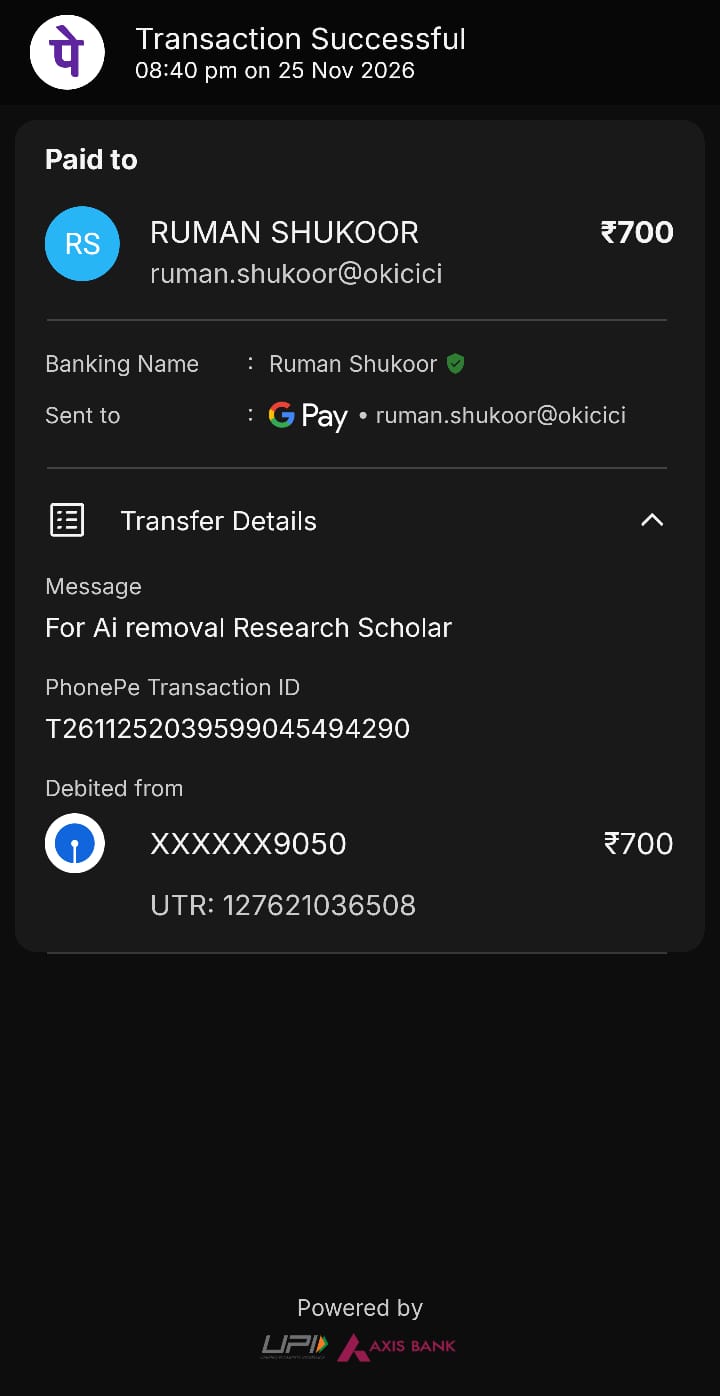 पे
Transaction Successful
08:40 pm on 25 Nov 2026
Paid to
RS
RUMAN SHUKOOR
₹700
ruman.shukoor@okicici
Banking Name : Ruman Shukoor
Sent to : G Pay • ruman.shukoor@okicici
Transfer Details
Message
For Ai removal Research Scholar
PhonePe Transaction ID
T2611252039599045494290
Debited from
XXXXXX9050 ₹700
UTR: 127621036508
Powered by
UPI AXIS BANK